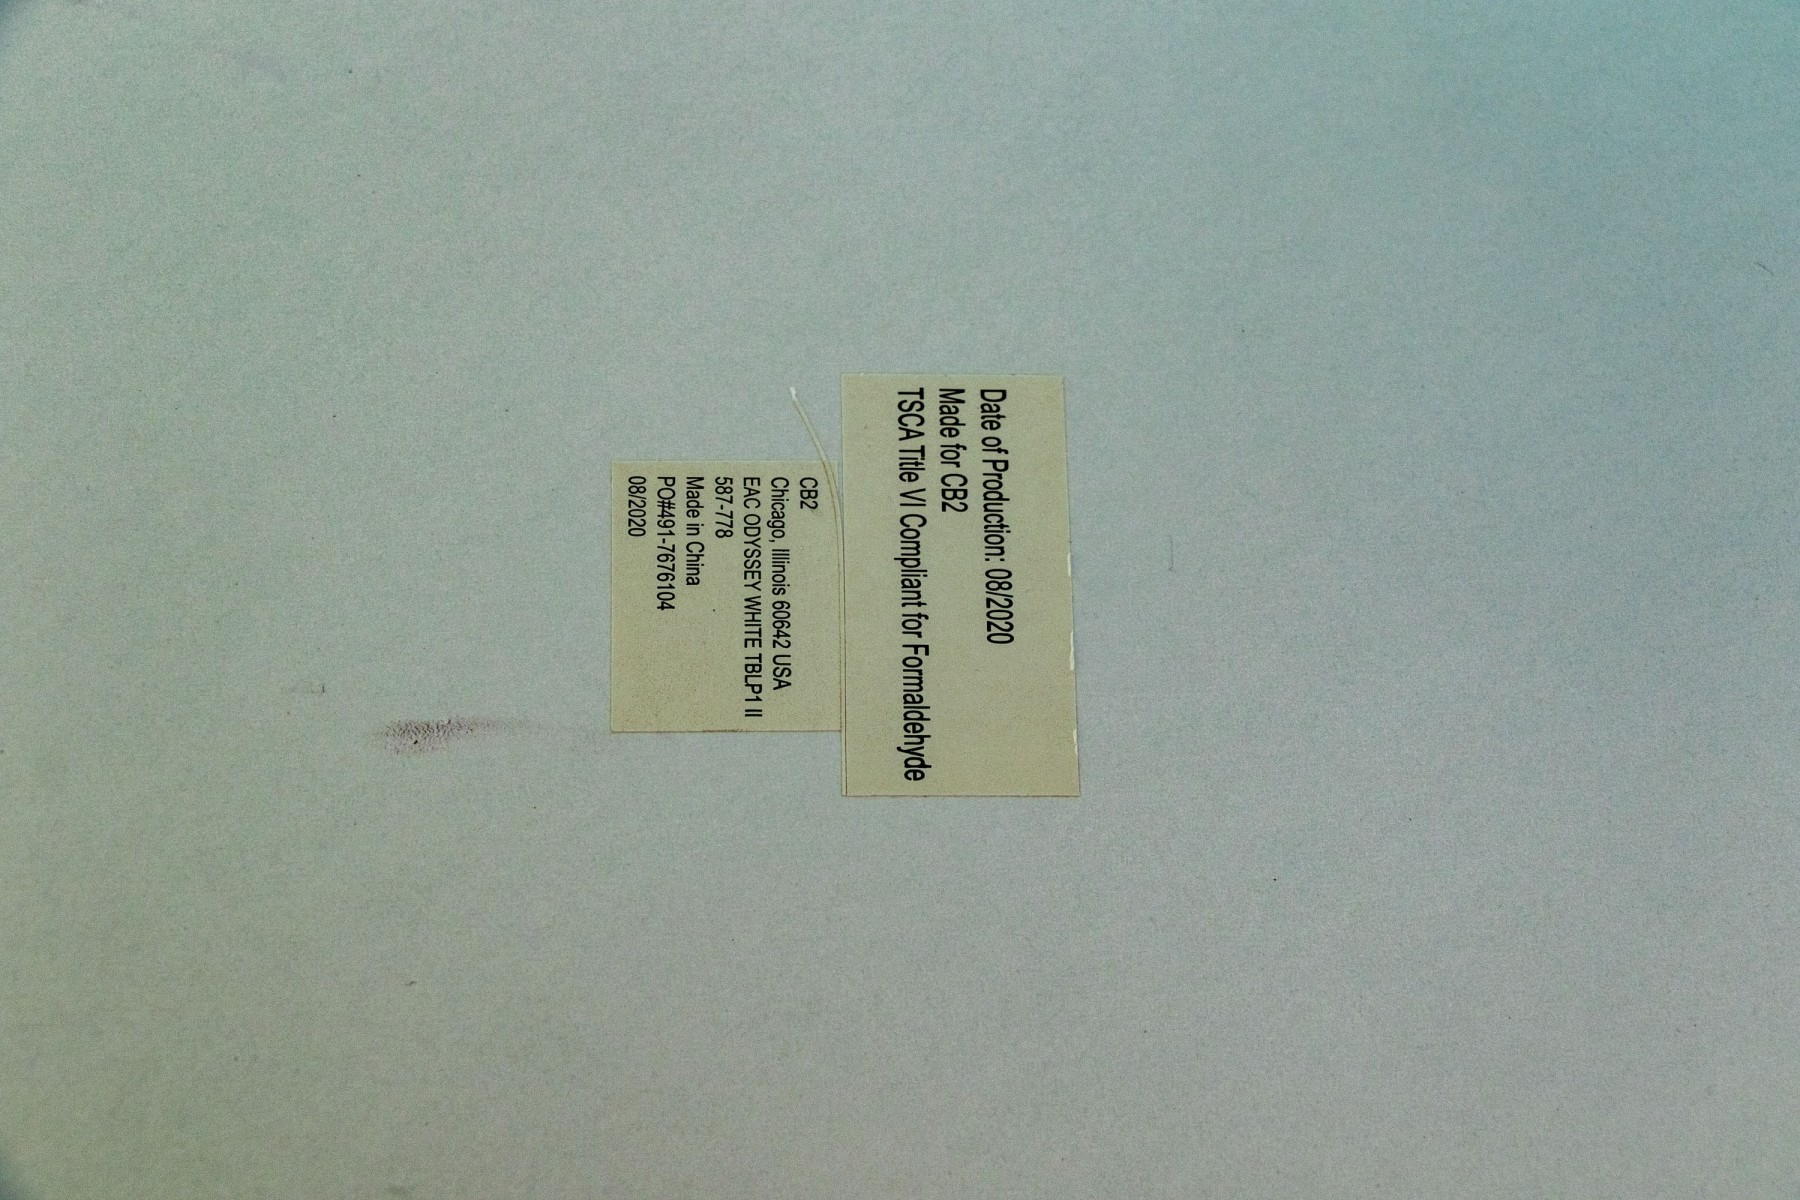 Date of Production: 08/2020
Made for CB2
TSCA Title VI Compliant for Formaldehyde
CB2
Chicago, Illinois 60642 USA
EAC ODYSSEY WHITE TBLP1 II
587-778
Made in China
PO#491-7676104
08/2020